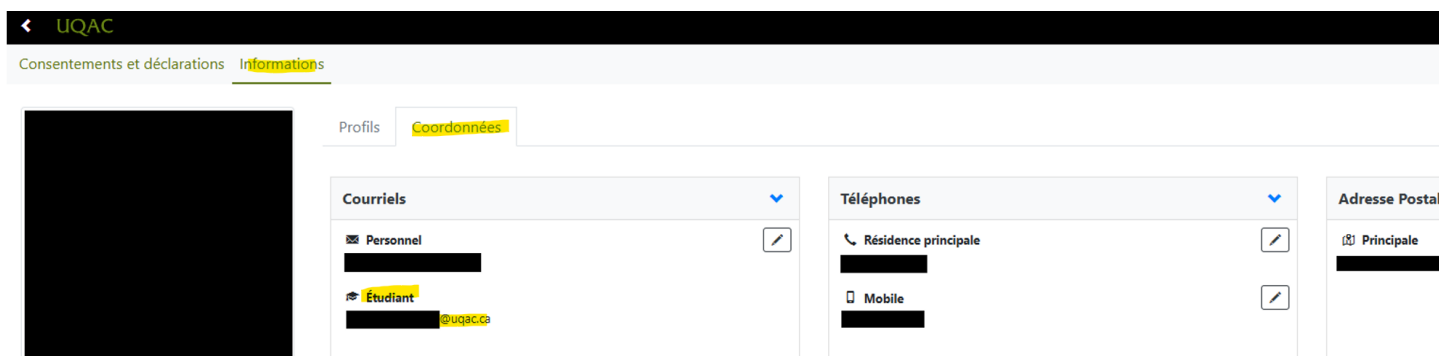 UQAC
Consentements et déclarations Informations
Profils Coordonnées
Courriels
Personnel
Étudiant
@uqac.ca
Téléphones
Résidence principale
Mobile
Adresse Postal
Principale